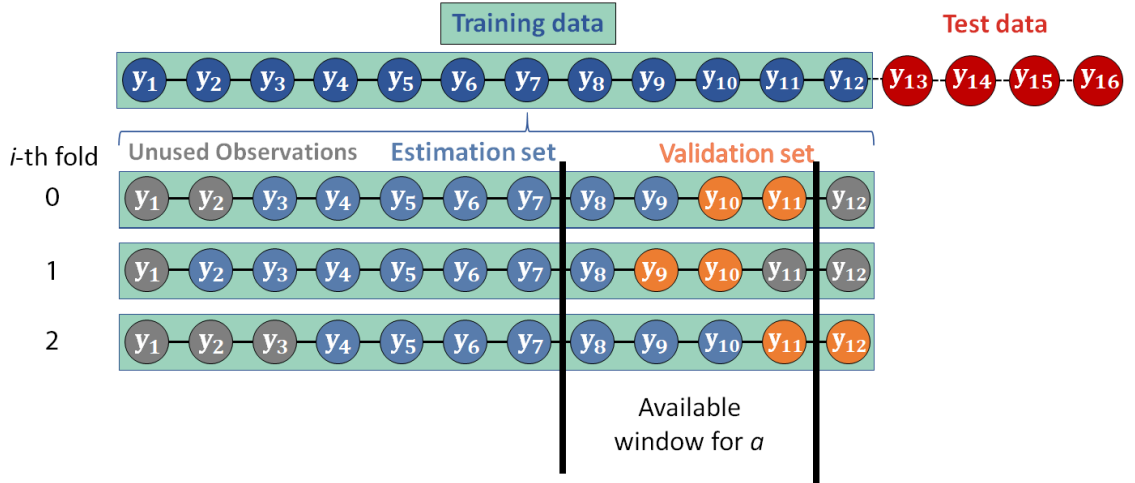 Training data
Test data
y1 y2 y3 y4 y5 y6 y7 y8 y9 y10 y11 y12 y13 y14 y15 y16
i-th fold
Unused Observations Estimation set Validation set
0 y1 y2 y3 y4 y5 y6 y7 y8 y9 y10 y11 y12
1 y1 y2 y3 y4 y5 y6 y7 y8 y9 y10 y11 y12
2 y1 y2 y3 y4 y5 y6 y7 y8 y9 y10 y11 y12
Available
window for a